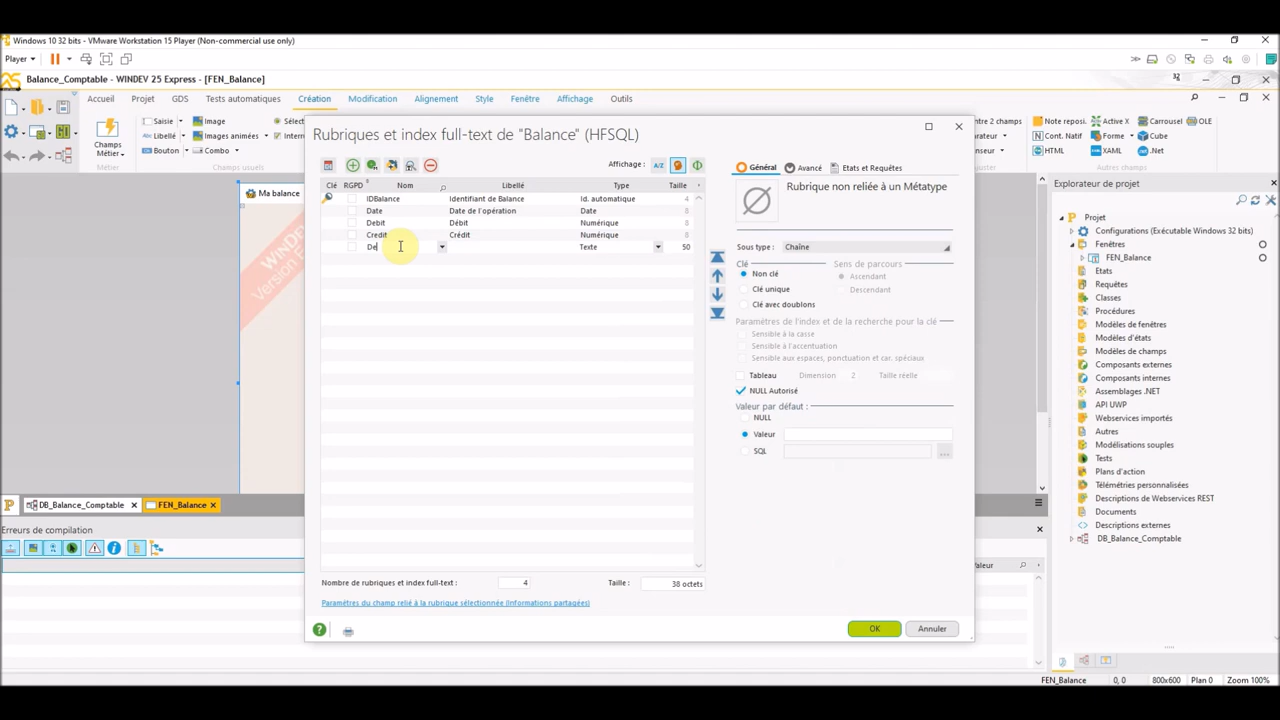 Windows 10 32 bits - VMware Workstation 15 Player (Non-commercial use only)
Player
Balance_Comptable - WINDEV 25 Express - [FEN_Balance]
32
Accueil Projet GDS Tests automatiques Création Modification Alignement Style Fenêtre Affichage Outils
Champs
Métier
Saisie
Libellé
Bouton
Image
Images animées
Combo
Champs usuels
Note reposi.
Cont. Natif
HTML
Active X
Forme
XAML
Carrousel
OLE
Cube
.Net
Autres champs
Entre 2 champs
Rubriques et index full-text de "Balance" (HFSQL)
Affichage :
Clé RGPD Nom Libellé Type Taille
IDBalance Identifiant de Balance Id. automatique 4
Date Date de l'opération Date 8
Debit Débit Numérique 8
Credit Crédit Numérique 8
De Texte 50
Nombre de rubriques et index full-text : 4 Taille : 38 octets
Paramètres du champ relié à la rubrique sélectionnée (Informations partagées)
OK Annuler
Général Avancé Etats et Requêtes
Rubrique non reliée à un Métatype
Sous type : Chaîne
Clé
Non clé
Clé unique
Clé avec doublons
Sens de parcours
Ascendant
Descendant
Paramètres de l'index et de la recherche pour la clé
Sensible à la casse
Sensible à l'accentuation
Sensible aux espaces, ponctuation et car. spéciaux
Tableau Dimension 2 Taille réelle
NULL Autorisé
Valeur par défaut :
NULL
Valeur
SQL
Ma balance
Version Ex
DB_Balance_Comptable
FEN_Balance
Erreurs de compilation
Valeur
Explorateur de projet
Projet
Configurations (Exécutable Windows 32 bits)
Fenêtres
FEN_Balance
Etats
Requêtes
Classes
Procédures
Modèles de fenêtres
Modèles d'états
Modèles de champs
Composants externes
Composants internes
Assemblages .NET
API UWP
Webservices importés
Autres
Modélisations souples
Tests
Plans d'action
Télémétries personnalisées
Descriptions de Webservices REST
Documents
Descriptions externes
DB_Balance_Comptable
FEN_Balance 0, 0 800x600 Plan 0 Zoom 100%